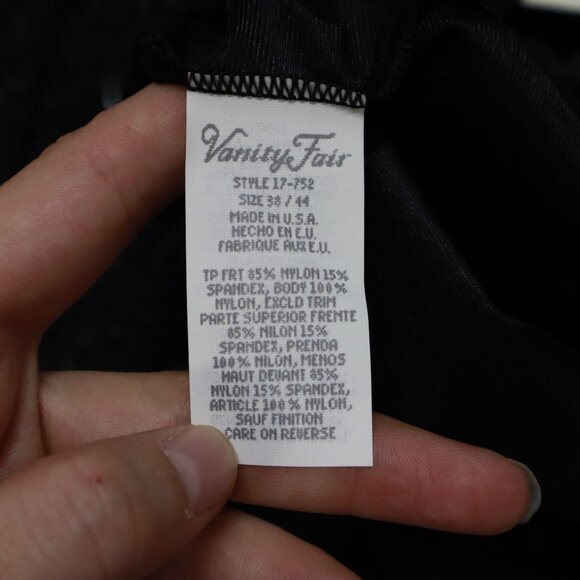 Vanity Fair
STYLE 17-752
SIZE 38 / 44
MADE IN U.S.A.
HECHO EN E.U.
FABRIQUE AUX E.U.
TP FRT 85% NYLON 15%
SPANDEX, BODY 100%
NYLON, EXCLD TRIM
PARTE SUPERIOR FRENTE
85% NILON 15%
SPANDEX, PRENDA
100% NILON, MENOS
HAUT DEVANT 85%
NYLON 15% SPANDEX,
ARTICLE 100% NYLON,
SAUF FINITION
CARE ON REVERSE